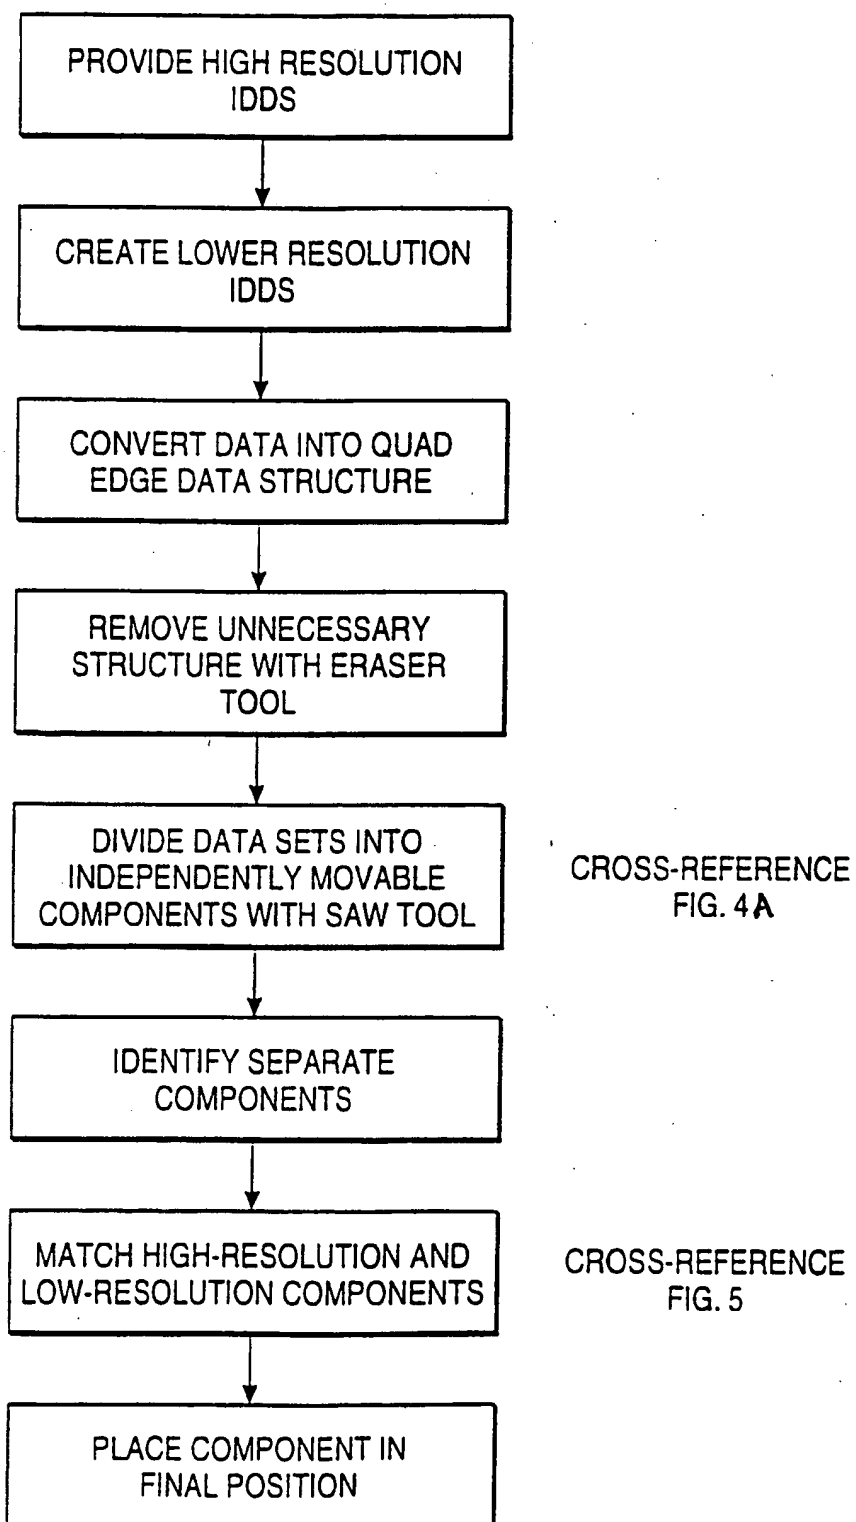 PROVIDE HIGH RESOLUTION
IDDS
CREATE LOWER RESOLUTION
IDDS
CONVERT DATA INTO QUAD
EDGE DATA STRUCTURE
REMOVE UNNECESSARY
STRUCTURE WITH ERASER
TOOL
DIVIDE DATA SETS INTO
INDEPENDENTLY MOVABLE
COMPONENTS WITH SAW TOOL
CROSS-REFERENCE
FIG. 4A
IDENTIFY SEPARATE
COMPONENTS
MATCH HIGH-RESOLUTION AND
LOW-RESOLUTION COMPONENTS
CROSS-REFERENCE
FIG. 5
PLACE COMPONENT IN
FINAL POSITION